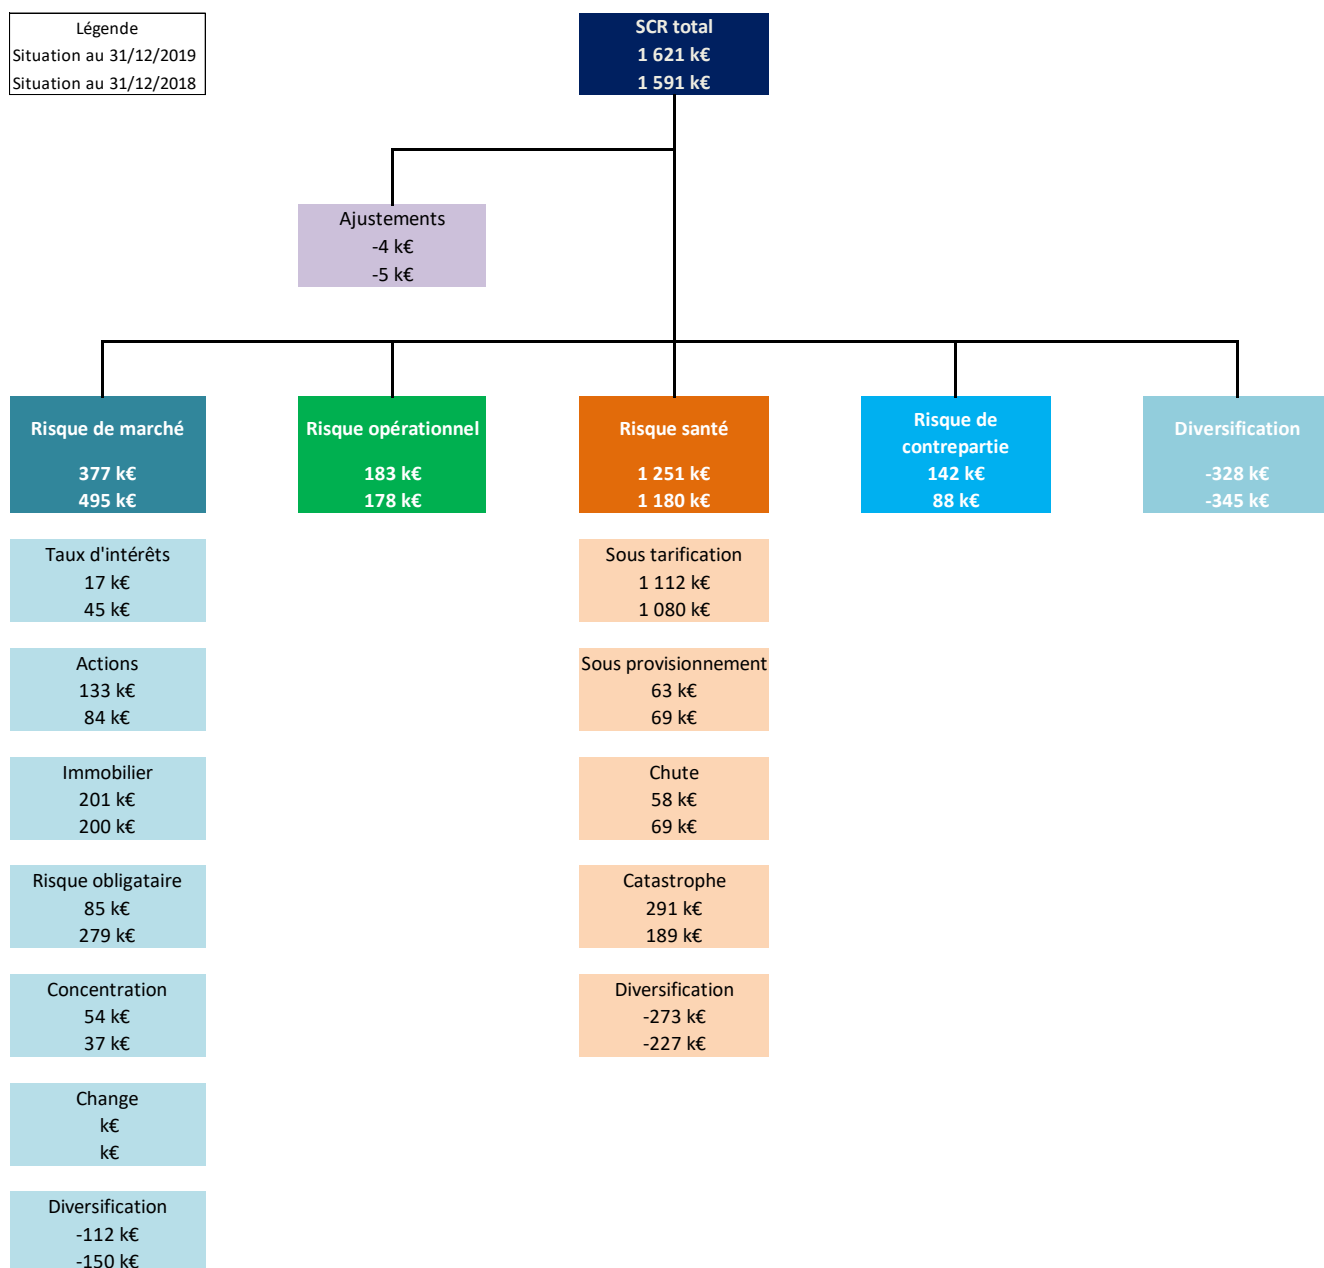 Légende
Situation au 31/12/2019
Situation au 31/12/2018
SCR total
1 621 k€
1 591 k€
Ajustements
-4 k€
-5 k€
Risque de marché
377 k€
495 k€
Risque opérationnel
183 k€
178 k€
Risque santé
1 251 k€
1 180 k€
Risque de
contrepartie
142 k€
88 k€
Diversification
-328 k€
-345 k€
Taux d'intérêts
17 k€
45 k€
Actions
133 k€
84 k€
Immobilier
201 k€
200 k€
Risque obligataire
85 k€
279 k€
Concentration
54 k€
37 k€
Change
k€
k€
Diversification
-112 k€
-150 k€
Sous tarification
1 112 k€
1 080 k€
Sous provisionnement
63 k€
69 k€
Chute
58 k€
69 k€
Catastrophe
291 k€
189 k€
Diversification
-273 k€
-227 k€